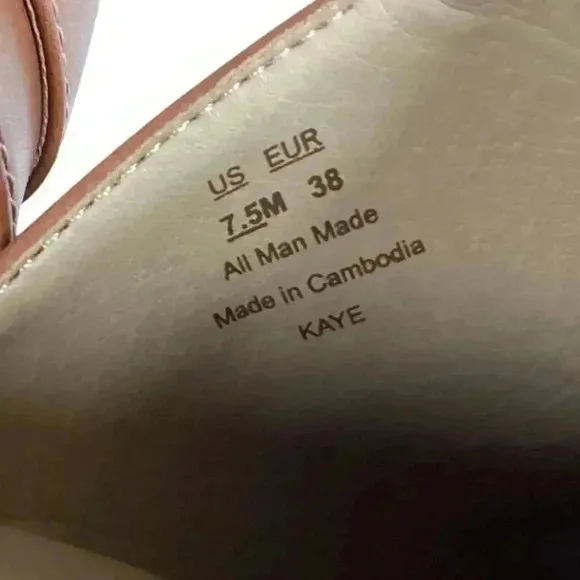 US EUR
7.5M 38
All Man Made
Made in Cambodia
KAYE